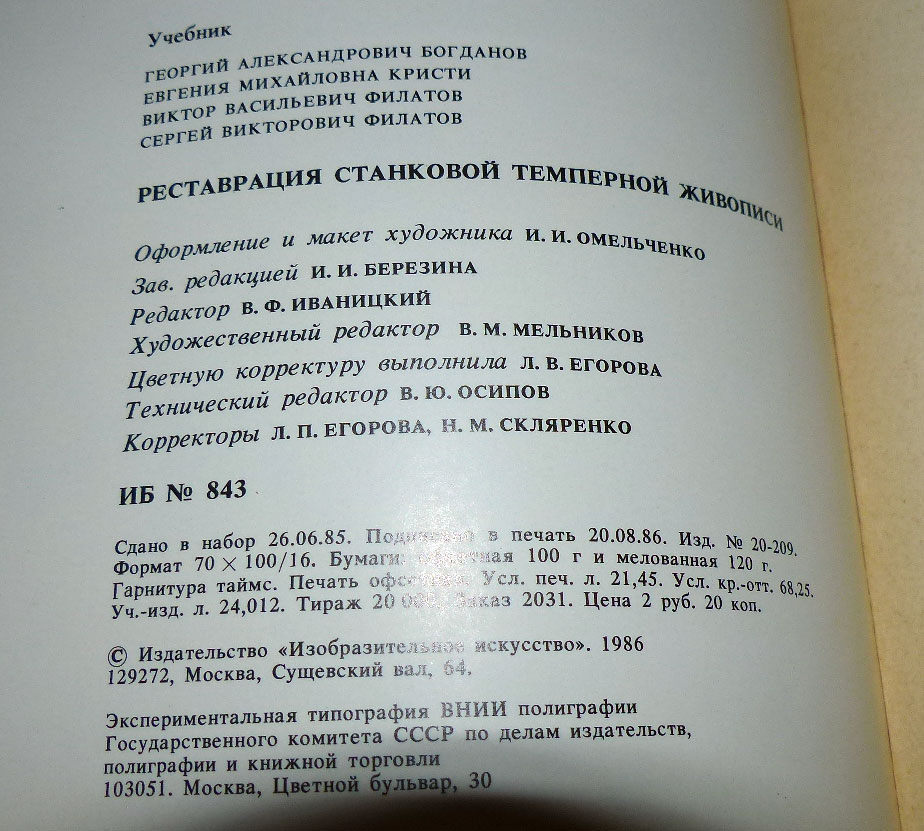 Учебник
ГЕОРГИЙ АЛЕКСАНДРОВИЧ БОГДАНОВ
ЕВГЕНИЯ МИХАЙЛОВНА КРИСТИ
ВИКТОР ВАСИЛЬЕВИЧ ФИЛАТОВ
СЕРГЕЙ ВИКТОРОВИЧ ФИЛАТОВ
РЕСТАВРАЦИЯ СТАНКОВОЙ ТЕМПЕРНОЙ ЖИВОПИСИ
Оформление и макет художника И. И. ОМЕЛЬЧЕНКО
Зав. редакцией И. И. БЕРЕЗИНА
Редактор В. Ф. ИВАНИЦКИЙ
Художественный редактор В. М. МЕЛЬНИКОВ
Цветную корректуру выполнила Л. В. ЕГОРОВА
Технический редактор В. Ю. ОСИПОВ
Корректоры Л. П. ЕГОРОВА, Н. М. СКЛЯРЕНКО
ИБ № 843
Сдано в набор 26.06.85. Подписано в печать 20.08.86. Изд. № 20-209.
Формат 70 × 100/16. Бумага офсетная 100 г и мелованная 120 г.
Гарнитура таймс. Печать офсетная. Усл. печ. л. 21,45. Усл. кр.-отт. 68,25.
Уч.-изд. л. 24,012. Тираж 20 000. Заказ 2031. Цена 2 руб. 20 коп.
© Издательство «Изобразительное искусство». 1986
129272, Москва, Сущевский вал, 64.
Экспериментальная типография ВНИИ полиграфии
Государственного комитета СССР по делам издательств,
полиграфии и книжной торговли
103051. Москва, Цветной бульвар, 30